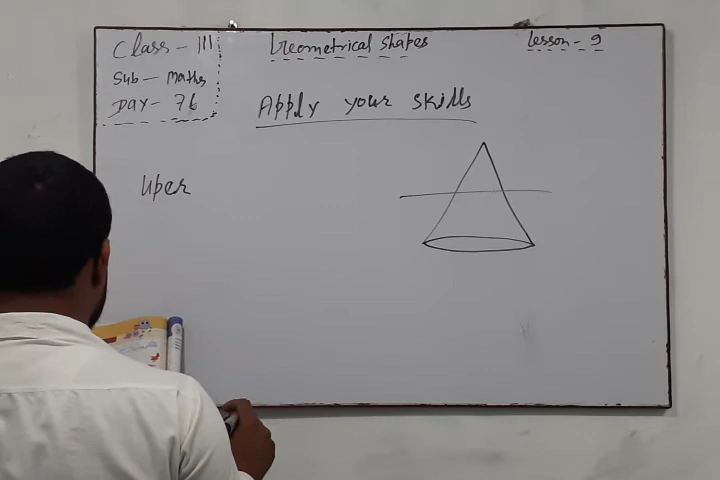 Class - III
Sub - Maths
Day - 76
Geometrical Shapes
Lesson - 9
Apply your skills
Uper